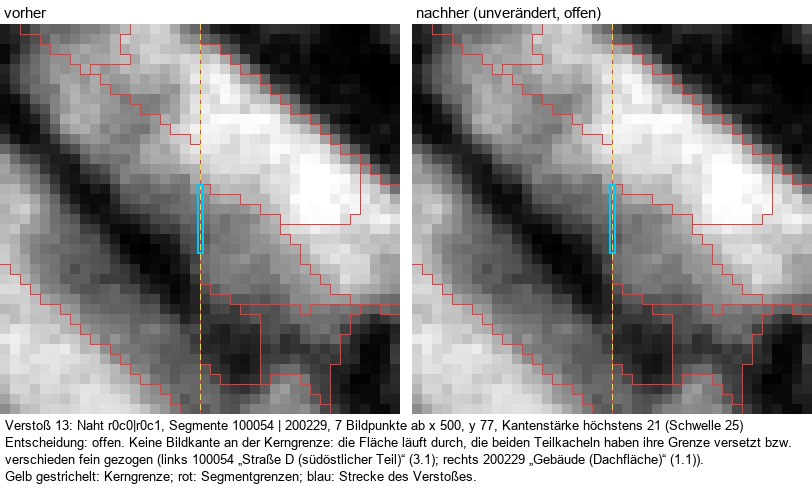 vorher
nachher (unverändert, offen)
Verstoß 13: Naht r0c0|r0c1, Segmente 100054 | 200229, 7 Bildpunkte ab x 500, y 77, Kantenstärke höchstens 21 (Schwelle 25)
Entscheidung: offen. Keine Bildkante an der Kerngrenze: die Fläche läuft durch, die beiden Teilkacheln haben ihre Grenze versetzt bzw.
verschieden fein gezogen (links 100054 „Straße D (südöstlicher Teil)“ (3.1); rechts 200229 „Gebäude (Dachfläche)“ (1.1)).
Gelb gestrichelt: Kerngrenze; rot: Segmentgrenzen; blau: Strecke des Verstoßes.